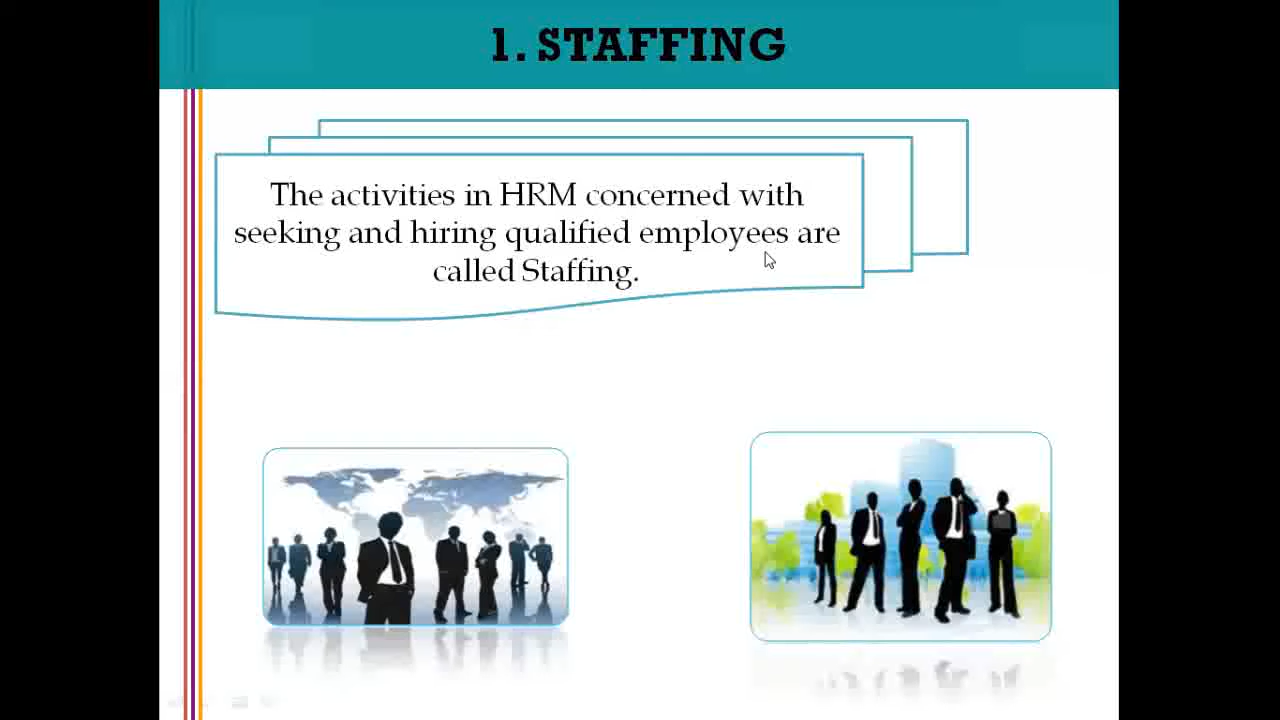 1. STAFFING
The activities in HRM concerned with
seeking and hiring qualified employees are
called Staffing.